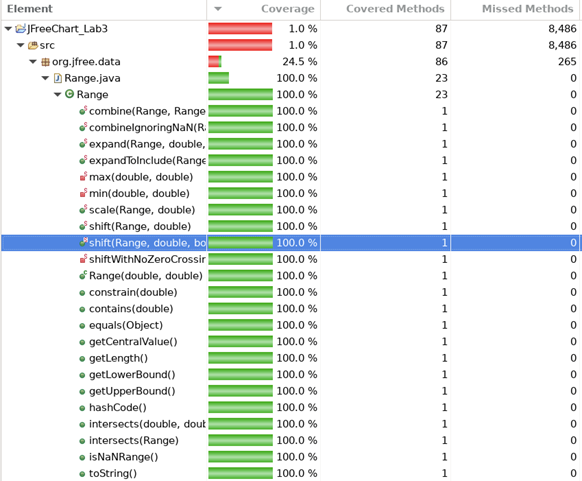 Element Coverage Covered Methods Missed Methods
JFreeChart_Lab3 1.0 % 87 8,486
src 1.0 % 87 8,486
org.jfree.data 24.5 % 86 265
Range.java 100.0 % 23 0
Range 100.0 % 23 0
combine(Range, Range 100.0 % 1 0
combineIgnoringNaN(R 100.0 % 1 0
expand(Range, double, 100.0 % 1 0
expandToInclude(Range 100.0 % 1 0
max(double, double) 100.0 % 1 0
min(double, double) 100.0 % 1 0
scale(Range, double) 100.0 % 1 0
shift(Range, double) 100.0 % 1 0
shift(Range, double, bo 100.0 % 1 0
shiftWithNoZeroCrossin 100.0 % 1 0
Range(double, double) 100.0 % 1 0
constrain(double) 100.0 % 1 0
contains(double) 100.0 % 1 0
equals(Object) 100.0 % 1 0
getCentralValue() 100.0 % 1 0
getLength() 100.0 % 1 0
getLowerBound() 100.0 % 1 0
getUpperBound() 100.0 % 1 0
hashCode() 100.0 % 1 0
intersects(double, doub 100.0 % 1 0
intersects(Range) 100.0 % 1 0
isNaNRange() 100.0 % 1 0
toString() 100.0 % 1 0